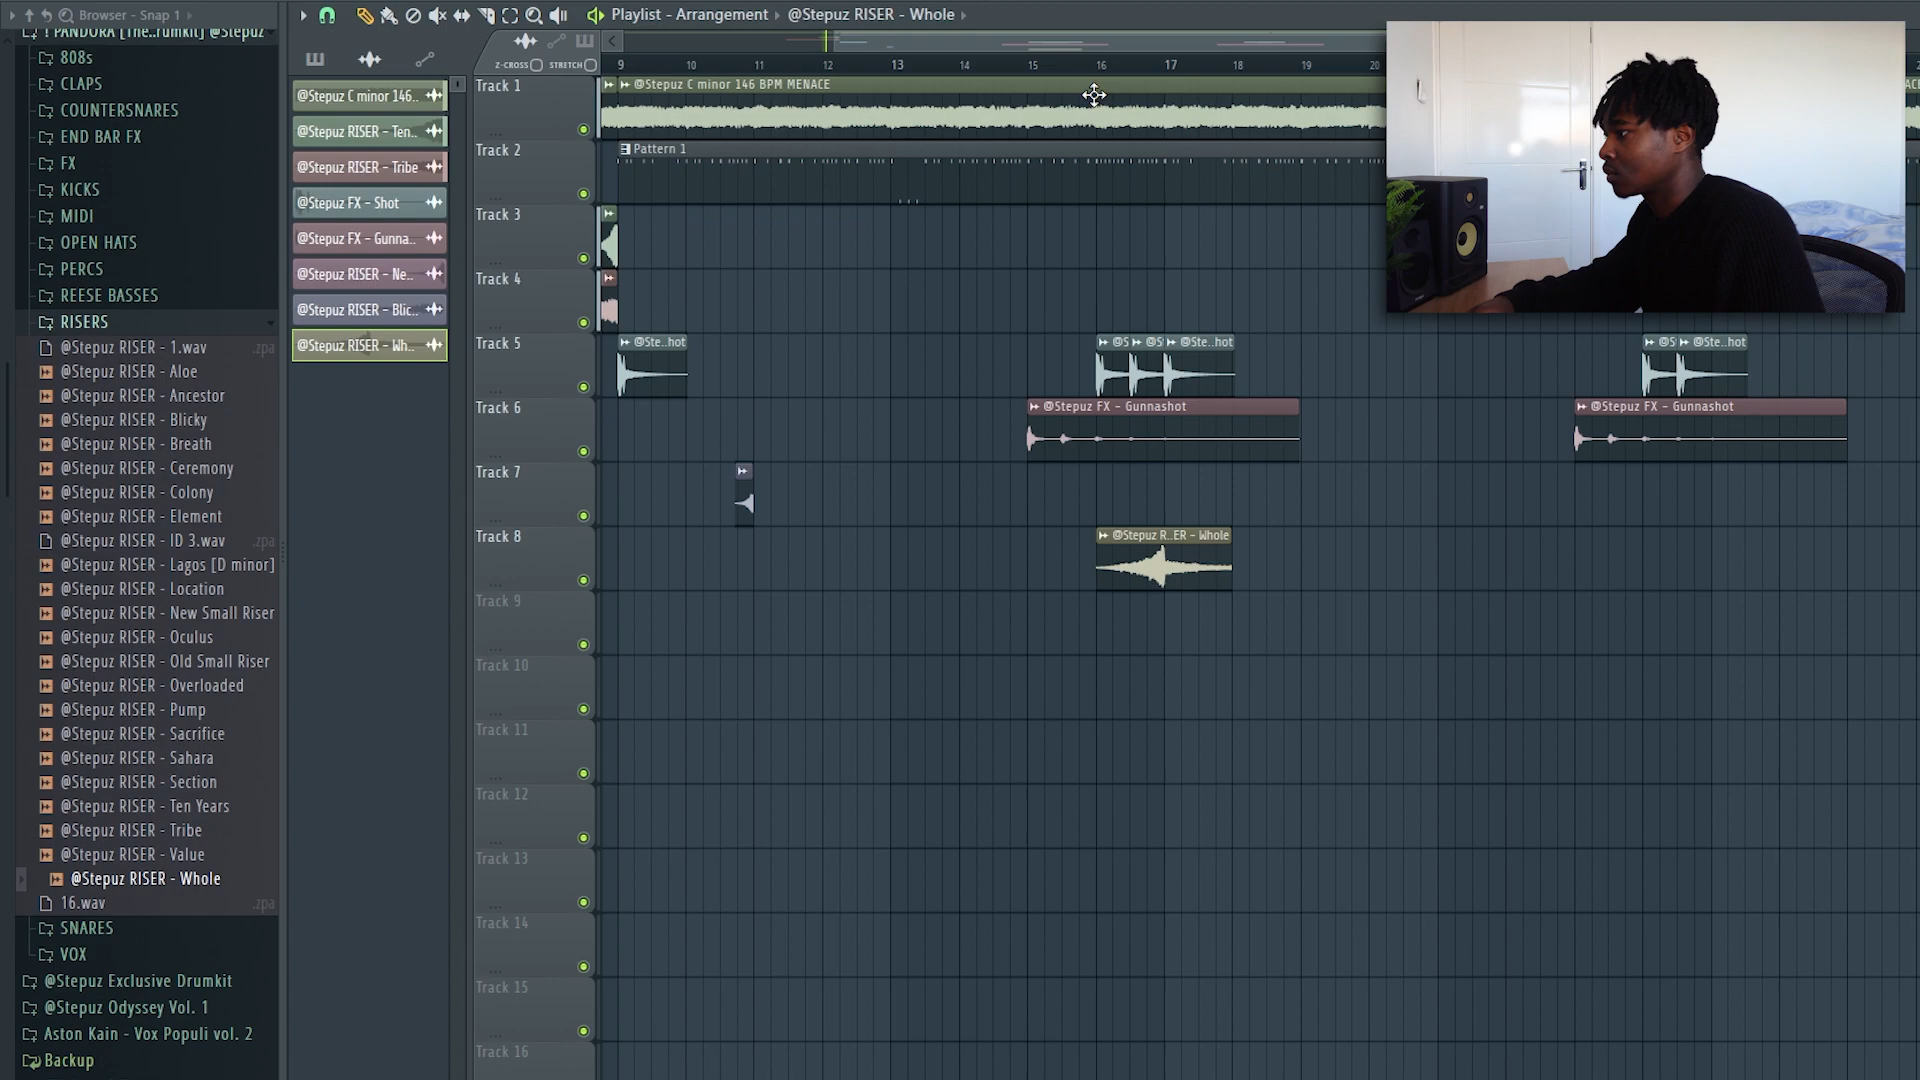 Browser - Snap 1
! PANDORA [The..rumkit] @Stepuz
808s
CLAPS
COUNTERSNARES
END BAR FX
FX
KICKS
MIDI
OPEN HATS
PERCS
REESE BASSES
RISERS
@Stepuz RISER - 1.wav .zpa
@Stepuz RISER - Aloe
@Stepuz RISER - Ancestor
@Stepuz RISER - Blicky
@Stepuz RISER - Breath
@Stepuz RISER - Ceremony
@Stepuz RISER - Colony
@Stepuz RISER - Element
@Stepuz RISER - ID 3.wav .zpa
@Stepuz RISER - Lagos [D minor]
@Stepuz RISER - Location
@Stepuz RISER - New Small Riser
@Stepuz RISER - Oculus
@Stepuz RISER - Old Small Riser
@Stepuz RISER - Overloaded
@Stepuz RISER - Pump
@Stepuz RISER - Sacrifice
@Stepuz RISER - Sahara
@Stepuz RISER - Section
@Stepuz RISER - Ten Years
@Stepuz RISER - Tribe
@Stepuz RISER - Value
@Stepuz RISER - Whole
16.wav .zpa
SNARES
VOX
@Stepuz Exclusive Drumkit
@Stepuz Odyssey Vol. 1
Aston Kain - Vox Populi vol. 2
Backup
@Stepuz C minor 146..
@Stepuz RISER - Ten..
@Stepuz RISER - Tribe
@Stepuz FX - Shot
@Stepuz FX - Gunna..
@Stepuz RISER - Ne..
@Stepuz RISER - Blic..
@Stepuz RISER - Wh..
Playlist - Arrangement @Stepuz RISER - Whole
Z-CROSS STRETCH
9 10 11 12 13 14 15 16 17 18 19 20
Track 1 @Stepuz C minor 146 BPM MENACE
Track 2 Pattern 1
Track 3
Track 4
Track 5 @Ste..hot @S @S @Ste..hot @S @Ste..hot
Track 6 @Stepuz FX - Gunnashot @Stepuz FX - Gunnashot
Track 7
Track 8 @Stepuz R..ER - Whole
Track 9
Track 10
Track 11
Track 12
Track 13
Track 14
Track 15
Track 16